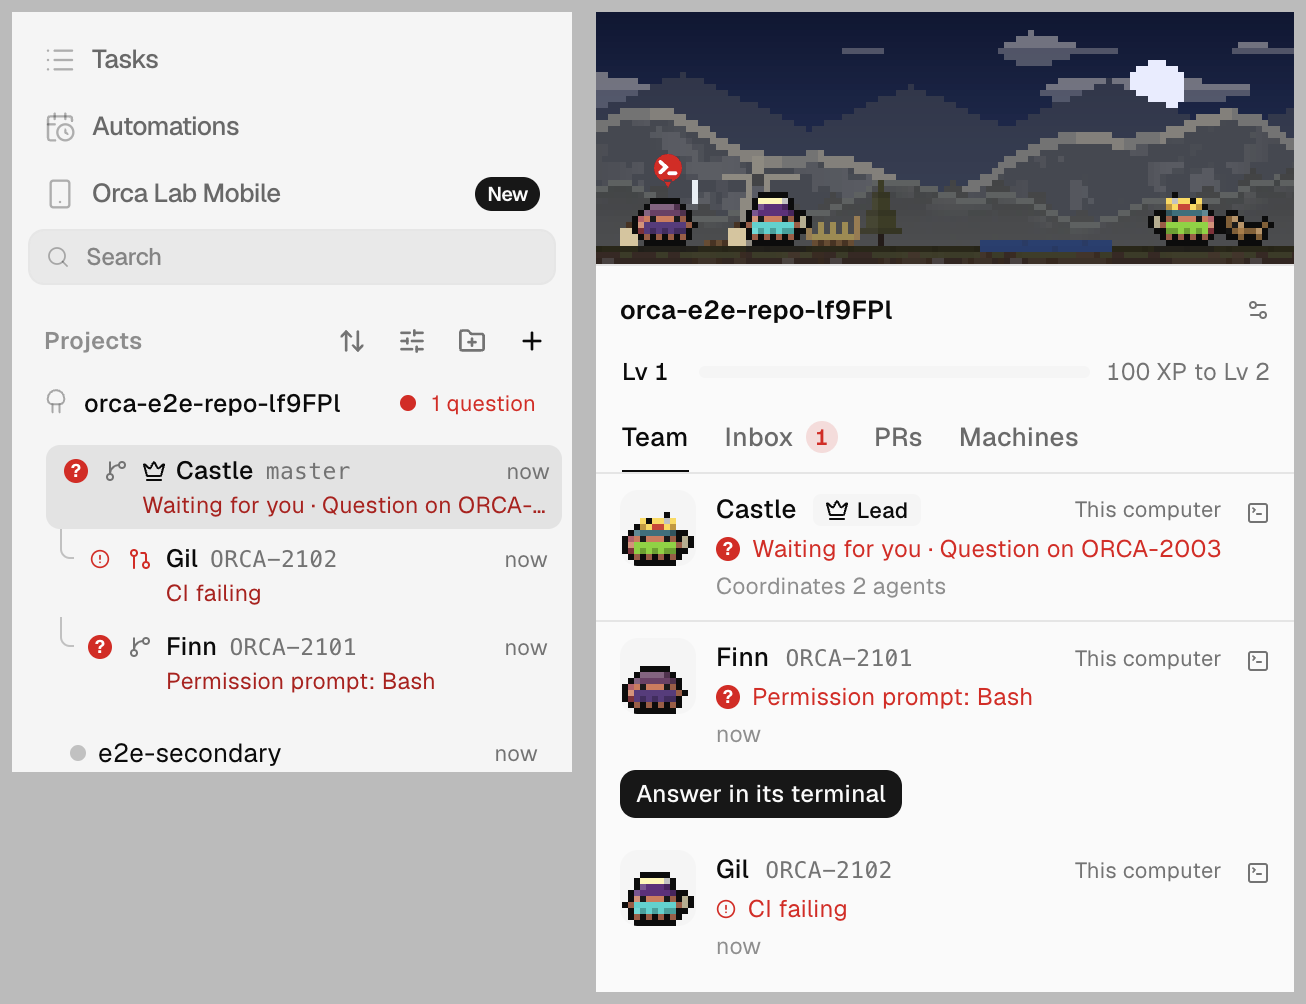 Tasks
Automations
Orca Lab Mobile New
Search
Projects
orca-e2e-repo-lf9FPl 1 question
Castle master now
Waiting for you · Question on ORCA-...
Gil ORCA-2102 now
CI failing
Finn ORCA-2101 now
Permission prompt: Bash
e2e-secondary now
orca-e2e-repo-lf9FPl
Lv 1 100 XP to Lv 2
Team Inbox 1 PRs Machines
Castle Lead This computer
Waiting for you · Question on ORCA-2003
Coordinates 2 agents
Finn ORCA-2101 This computer
Permission prompt: Bash
now
Answer in its terminal
Gil ORCA-2102 This computer
CI failing
now